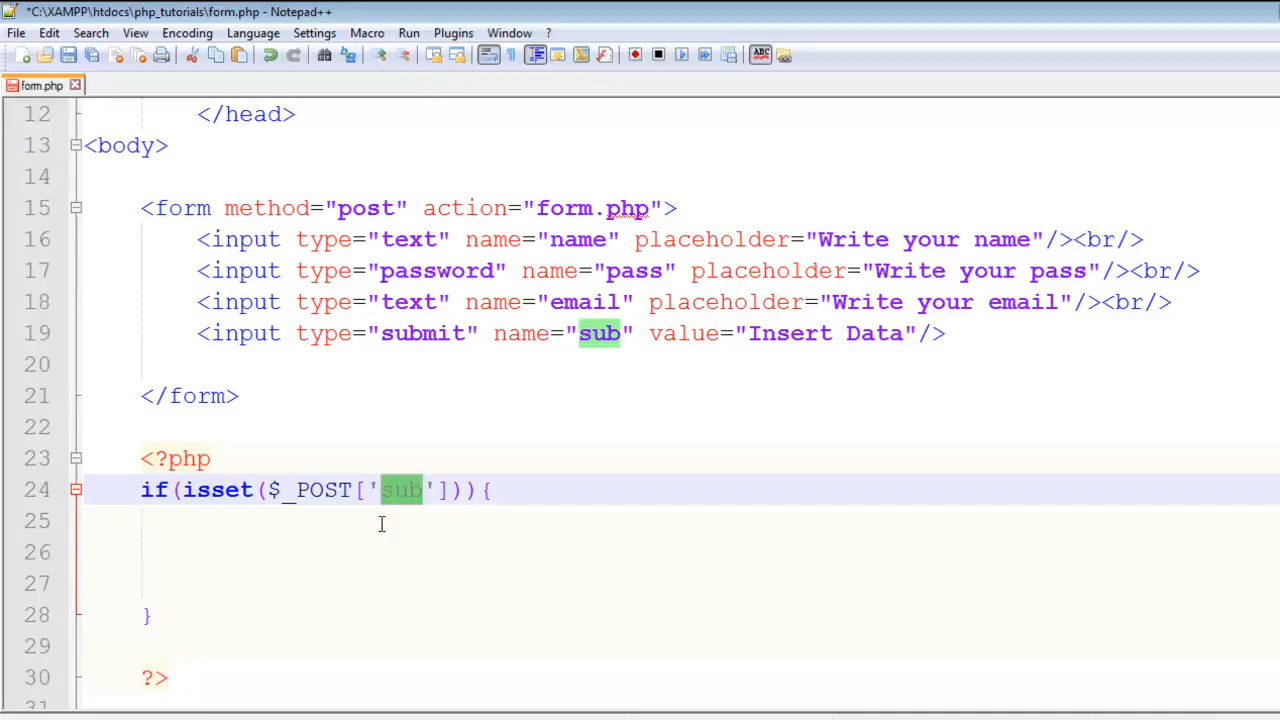 *C:\XAMPP\htdocs\php_tutorials\form.php - Notepad++
File Edit Search View Encoding Language Settings Macro Run Plugins Window ?
form.php
12 </head>
13 <body>
14
15 <form method="post" action="form.php">
16 <input type="text" name="name" placeholder="Write your name"/><br/>
17 <input type="password" name="pass" placeholder="Write your pass"/><br/>
18 <input type="text" name="email" placeholder="Write your email"/><br/>
19 <input type="submit" name="sub" value="Insert Data"/>
20
21 </form>
22
23 <?php
24 if(isset($_POST['sub'])){
25
26
27
28 }
29
30 ?>
31